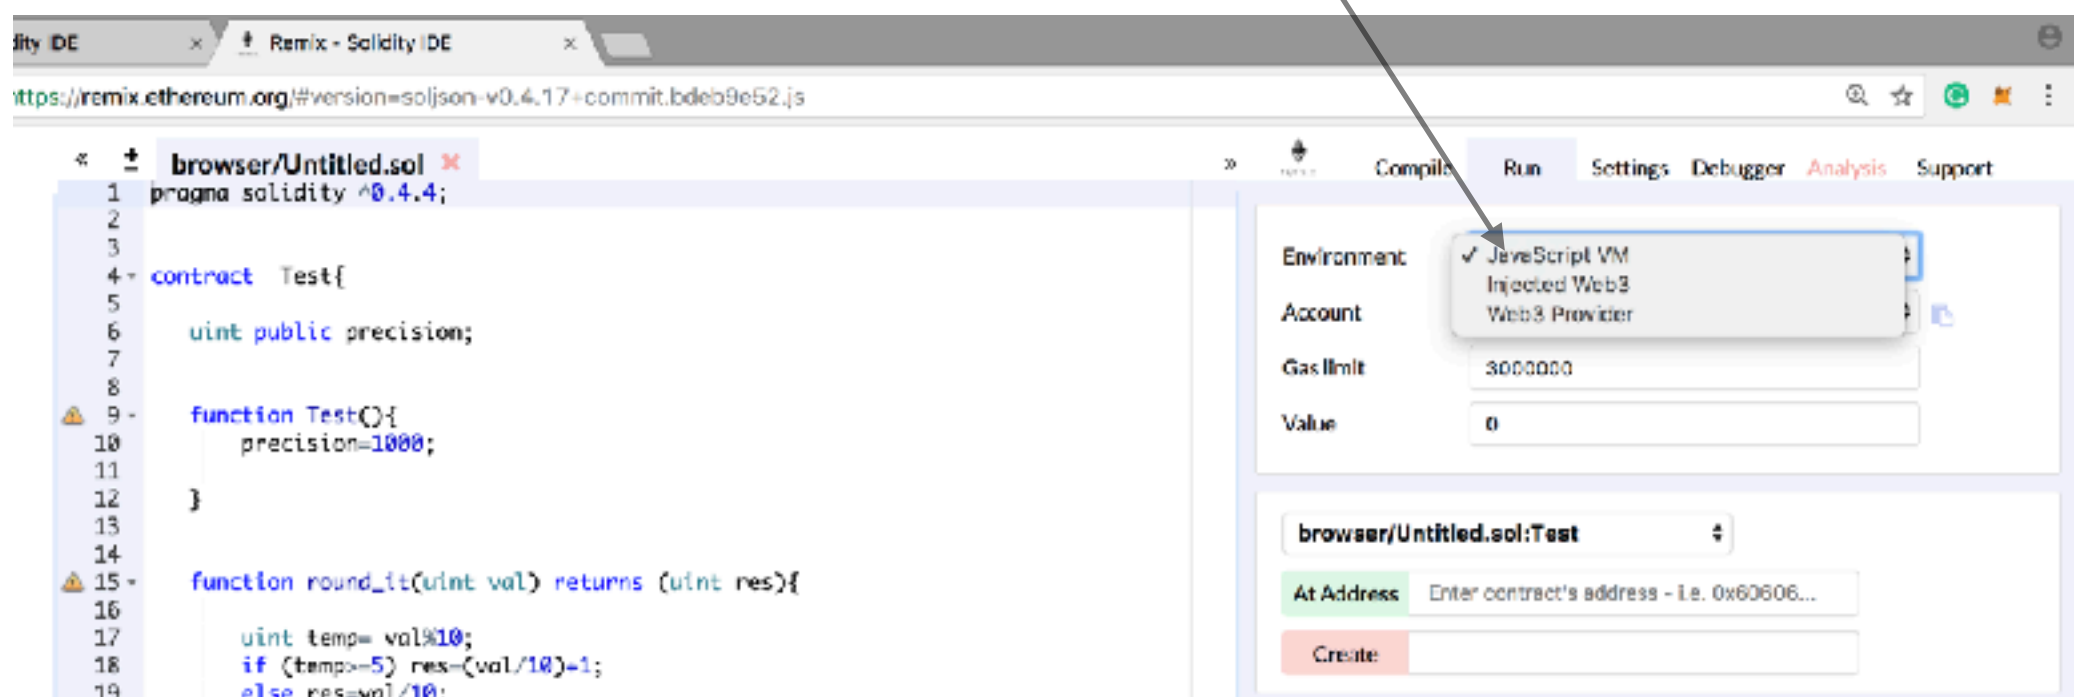 dity IDE
Remix - Solidity IDE
https://remix.ethereum.org/#version=soljson-v0.4.17+commit.bdeb9e52.js
browser/Untitled.sol
Compile Run Settings Debugger Analysis Support
1 pragma solidity ^0.4.4;
2
3
4 contract Test{
5
6 uint public precision;
7
8
9 function Test(){
10 precision=1000;
11
12 }
13
14
15 function round_it(uint val) returns (uint res){
16
17 uint temp= val%10;
18 if (temp>=5) res=(val/10)+1;
19 else res=val/10;
Environment
JavaScript VM
Injected Web3
Web3 Provider
Account
Gas limit 3000000
Value 0
browser/Untitled.sol:Test
At Address Enter contract's address - i.e. 0x60606...
Create